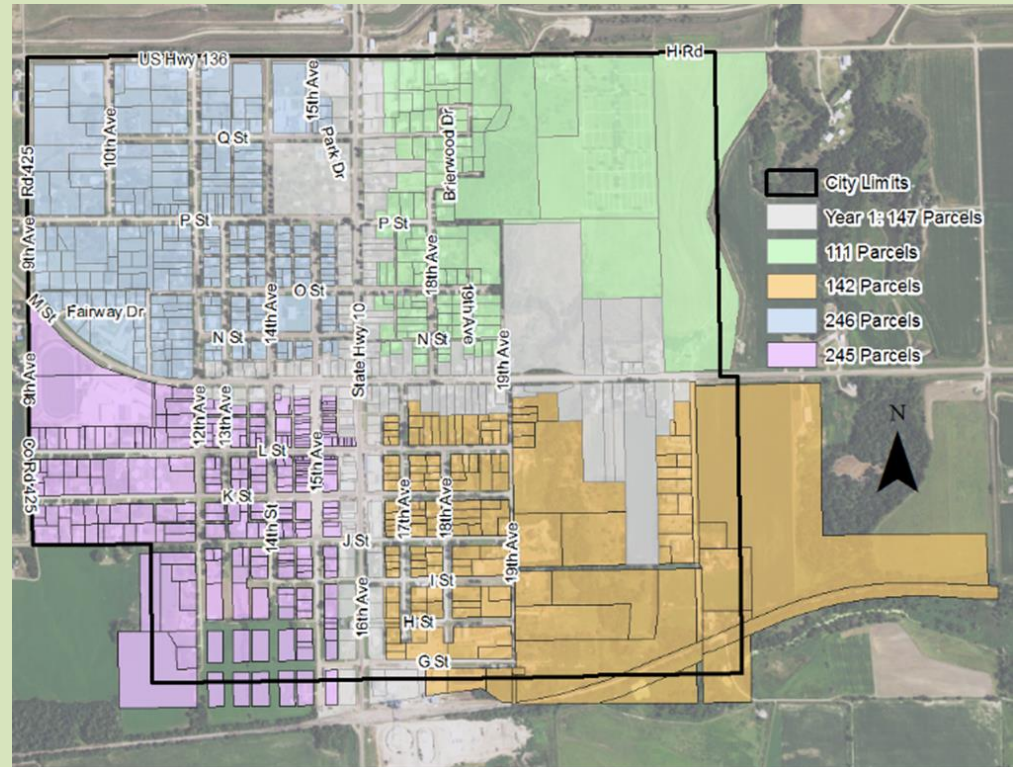 US Hwy 136
H Rd
15th Ave
10th Ave
Q St
Park Dr
Brierwood Dr
Rd 425
9th Ave
P St
P St
18th Ave
O St
14th Ave
19th Ave
M St
Fairway Dr
N St
N St
State Hwy 10
19th Ave
9th Ave
12th Ave
13th Ave
L St
15th Ave
Co Rd 425
K St
17th Ave
18th Ave
14th St
J St
19th Ave
I St
16th Ave
H St
G St
City Limits
Year 1: 147 Parcels
111 Parcels
142 Parcels
246 Parcels
245 Parcels
N